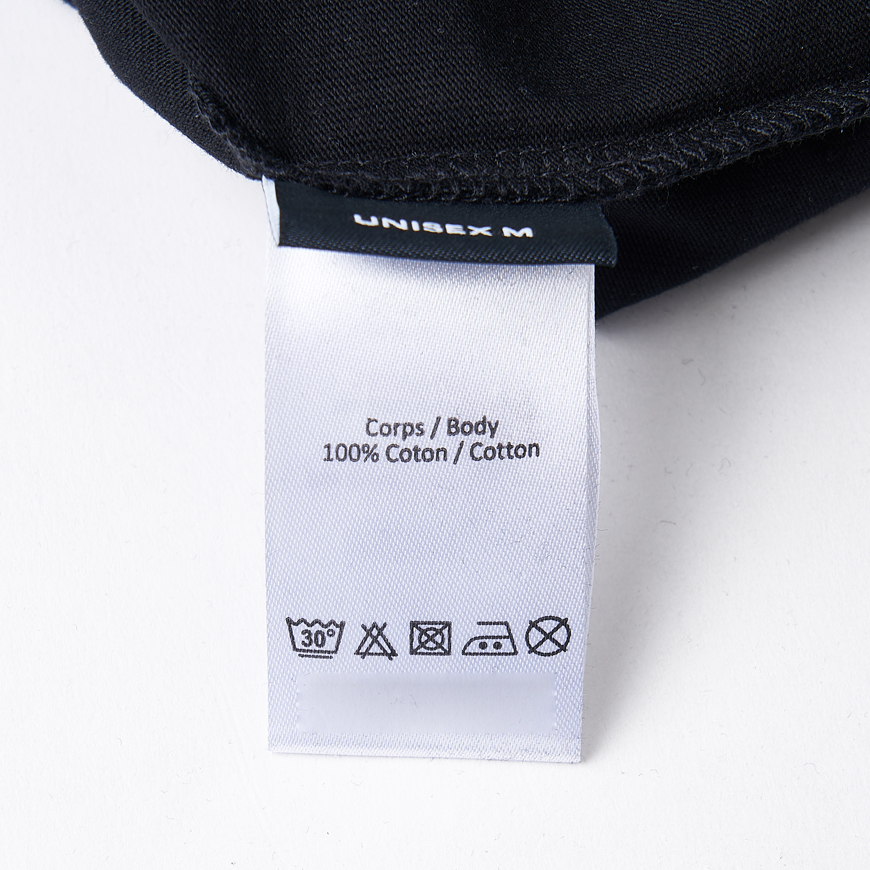 UNISEX M
Corps / Body
100% Coton / Cotton
30°